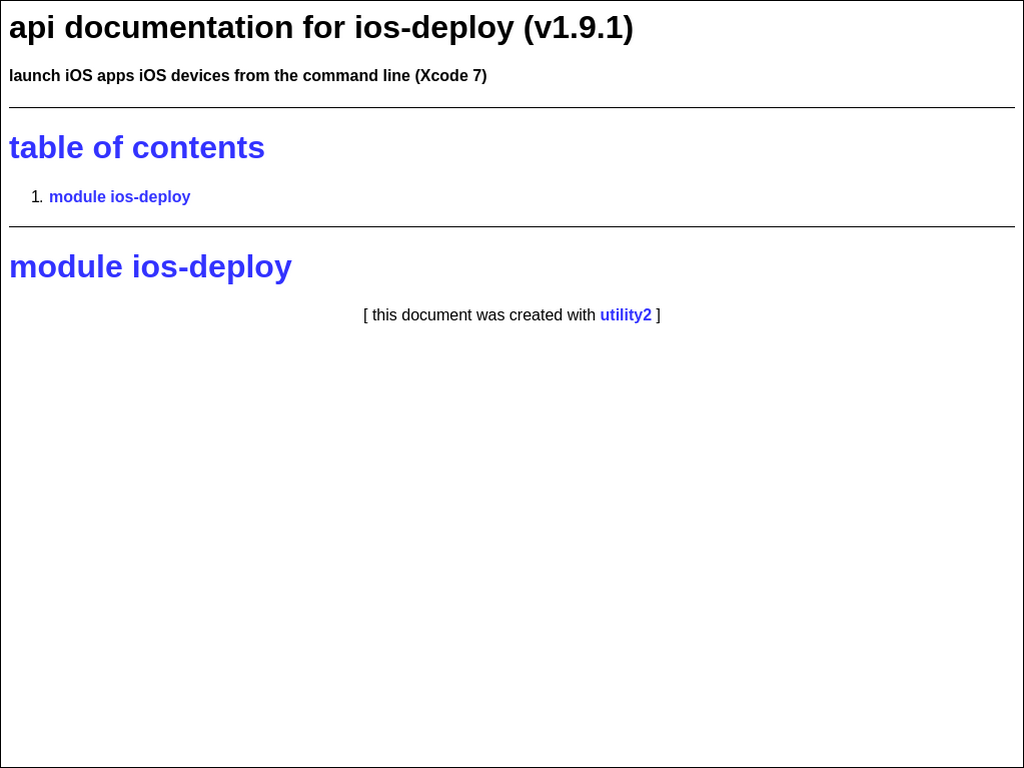 api documentation for ios-deploy (v1.9.1)
launch iOS apps iOS devices from the command line (Xcode 7)
table of contents
1. module ios-deploy
module ios-deploy
[ this document was created with utility2 ]